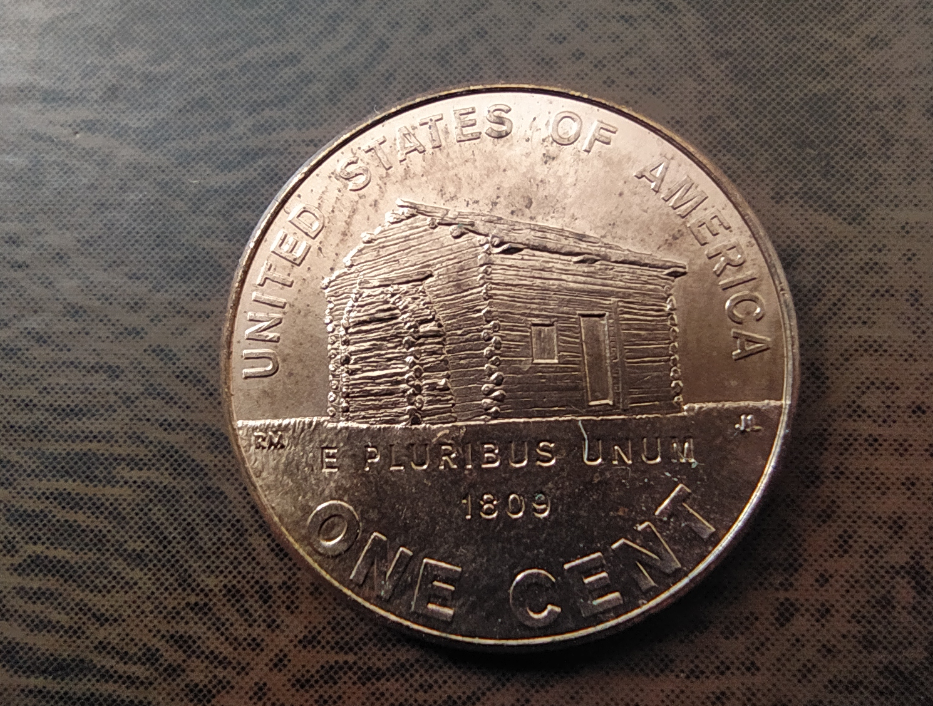 UNITED STATES OF AMERICA
RM JL
E PLURIBUS UNUM
1809
ONE CENT